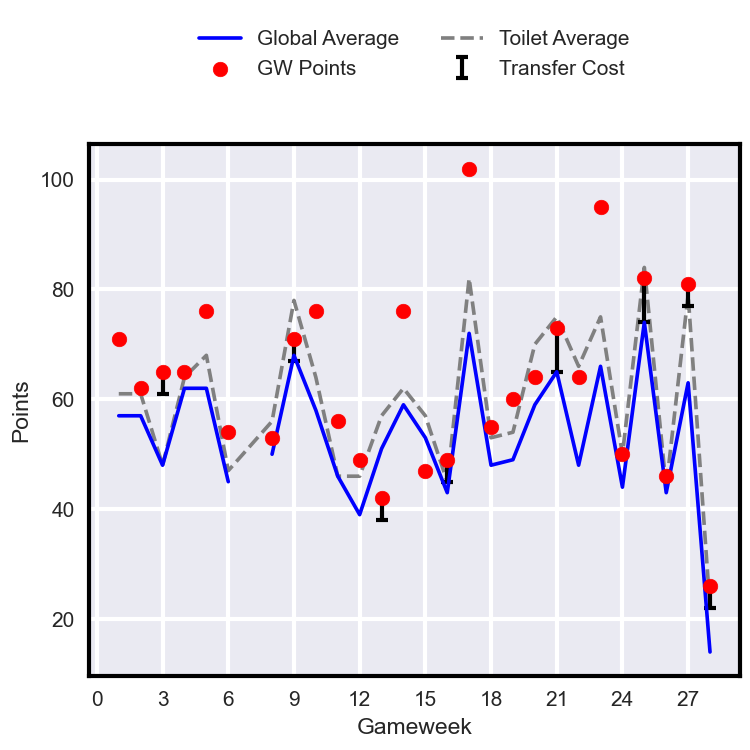 Global Average
Toilet Average
GW Points
Transfer Cost
100
80
60
40
20
Points
0 3 6 9 12 15 18 21 24 27
Gameweek